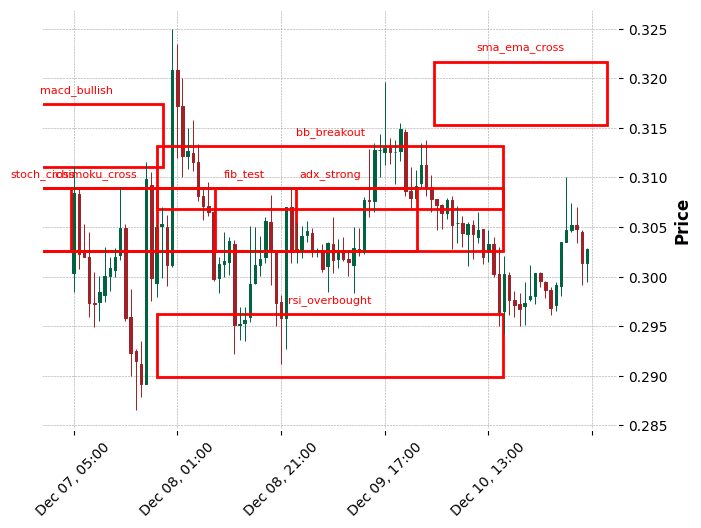 0.325
sma_ema_cross
0.320
macd_bullish
0.315
bb_breakout
0.310
stoch_cross
ichimoku_cross
fib_test
adx_strong
0.305
Price
0.300
rsi_overbought
0.295
0.290
0.285
Dec 07, 05:00
Dec 08, 01:00
Dec 08, 21:00
Dec 09, 17:00
Dec 10, 13:00